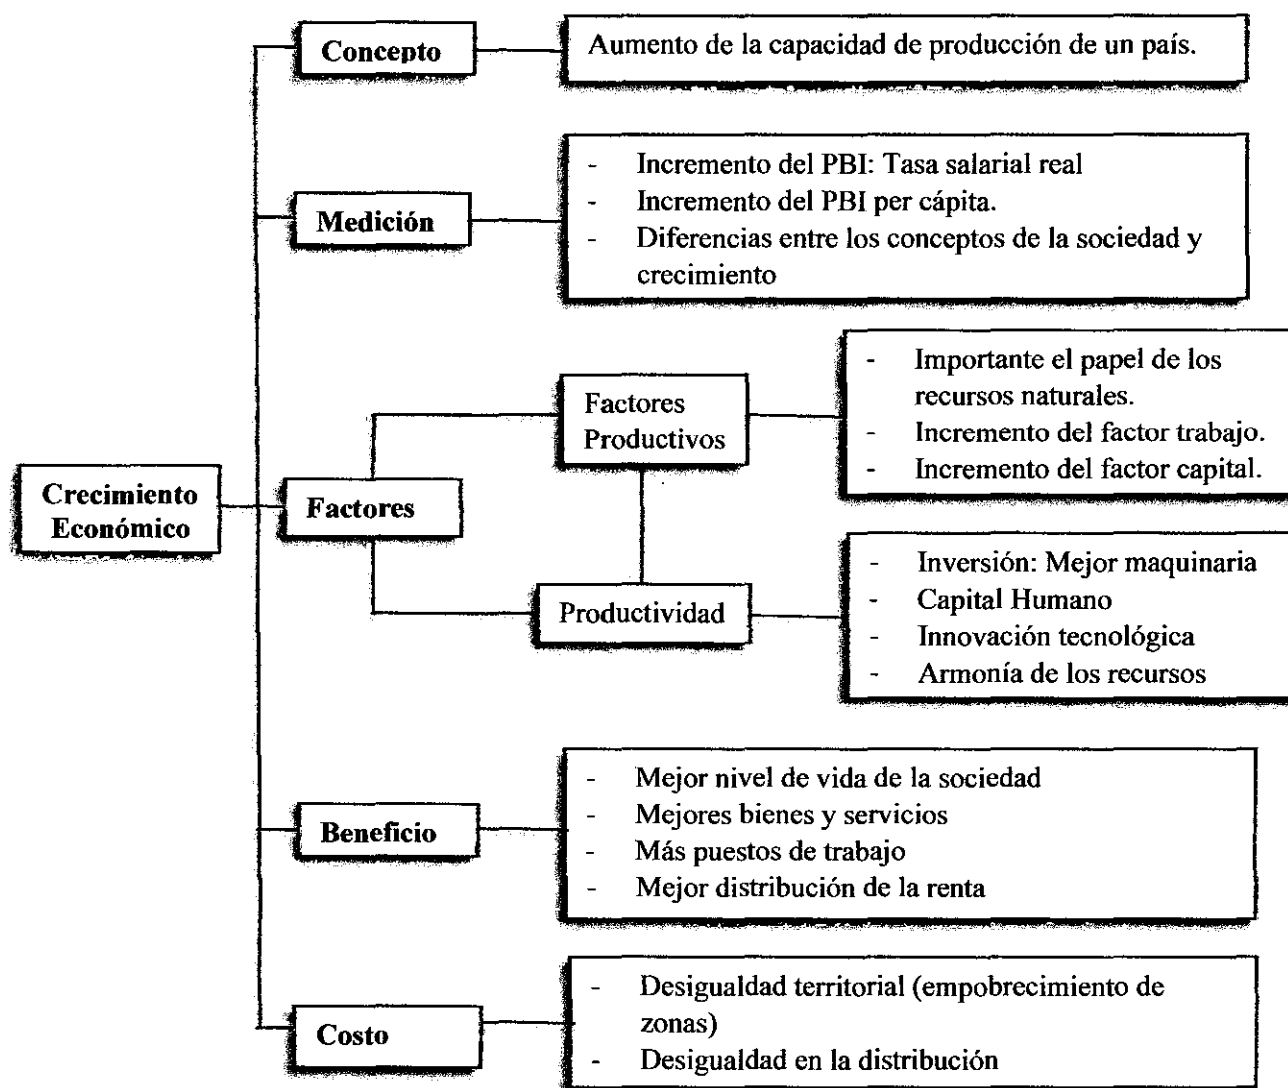 Concepto
Aumento de la capacidad de producción de un país.
Medición
- Incremento del PBI: Tasa salarial real
- Incremento del PBI per cápita.
- Diferencias entre los conceptos de la sociedad y
crecimiento
Crecimiento
Económico
Factores
Factores
Productivos
- Importante el papel de los
recursos naturales.
- Incremento del factor trabajo.
- Incremento del factor capital.
Productividad
- Inversión: Mejor maquinaria
- Capital Humano
- Innovación tecnológica
- Armonía de los recursos
Beneficio
- Mejor nivel de vida de la sociedad
- Mejores bienes y servicios
- Más puestos de trabajo
- Mejor distribución de la renta
Costo
- Desigualdad territorial (empobrecimiento de
zonas)
- Desigualdad en la distribución